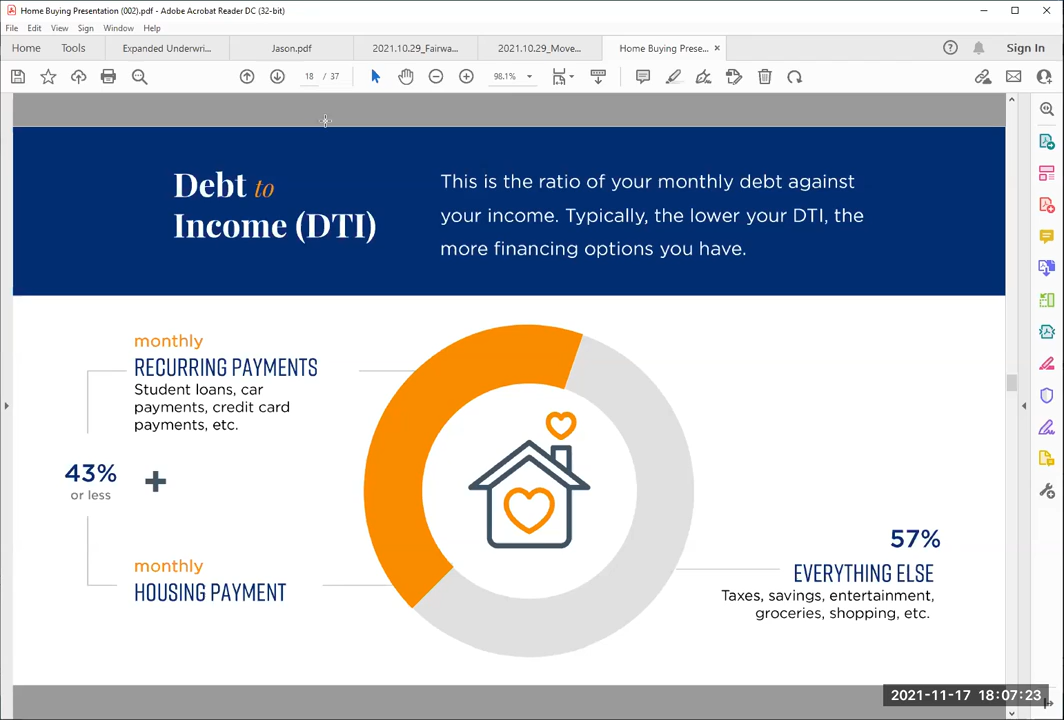 Home Buying Presentation (002).pdf - Adobe Acrobat Reader DC (32-bit)
File Edit View Sign Window Help
Home Tools Expanded Underwri... Jason.pdf 2021.10.29_Fairwa... 2021.10.29_Move... Home Buying Prese... × Sign In
18 / 37 98.1%
Debt to
Income (DTI)
This is the ratio of your monthly debt against
your income. Typically, the lower your DTI, the
more financing options you have.
monthly
RECURRING PAYMENTS
Student loans, car
payments, credit card
payments, etc.
43%
or less
+
monthly
HOUSING PAYMENT
57%
EVERYTHING ELSE
Taxes, savings, entertainment,
groceries, shopping, etc.
2021-11-17 18:07:23